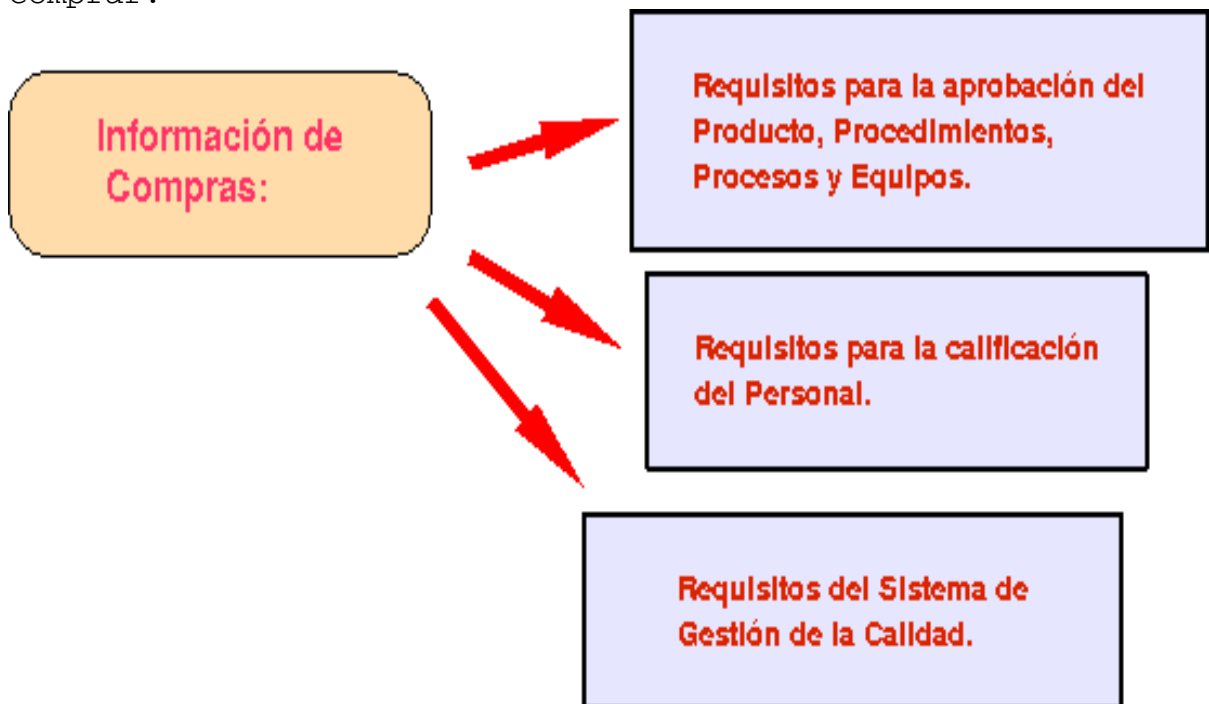 comprar.
Información de
Compras:
Requisitos para la aprobación del
Producto, Procedimientos,
Procesos y Equipos.
Requisitos para la calificación
del Personal.
Requisitos del Sistema de
Gestión de la Calidad.